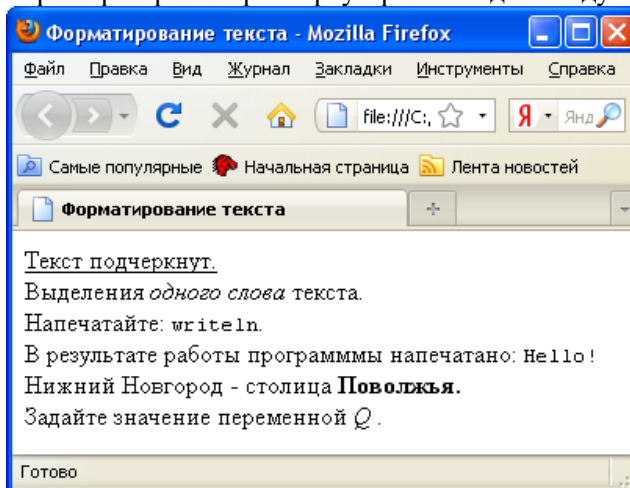 Форматирование текста - Mozilla Firefox
Файл Правка Вид Журнал Закладки Инструменты Справка
file:///C:, Я Янд
Самые популярные Начальная страница Лента новостей
Форматирование текста
Текст подчеркнут.
Выделения одного слова текста.
Напечатайте: writeln.
В результате работы програмmмы напечатано: Hello!
Нижний Новгород - столица Поволжья.
Задайте значение переменной Q .
Готово